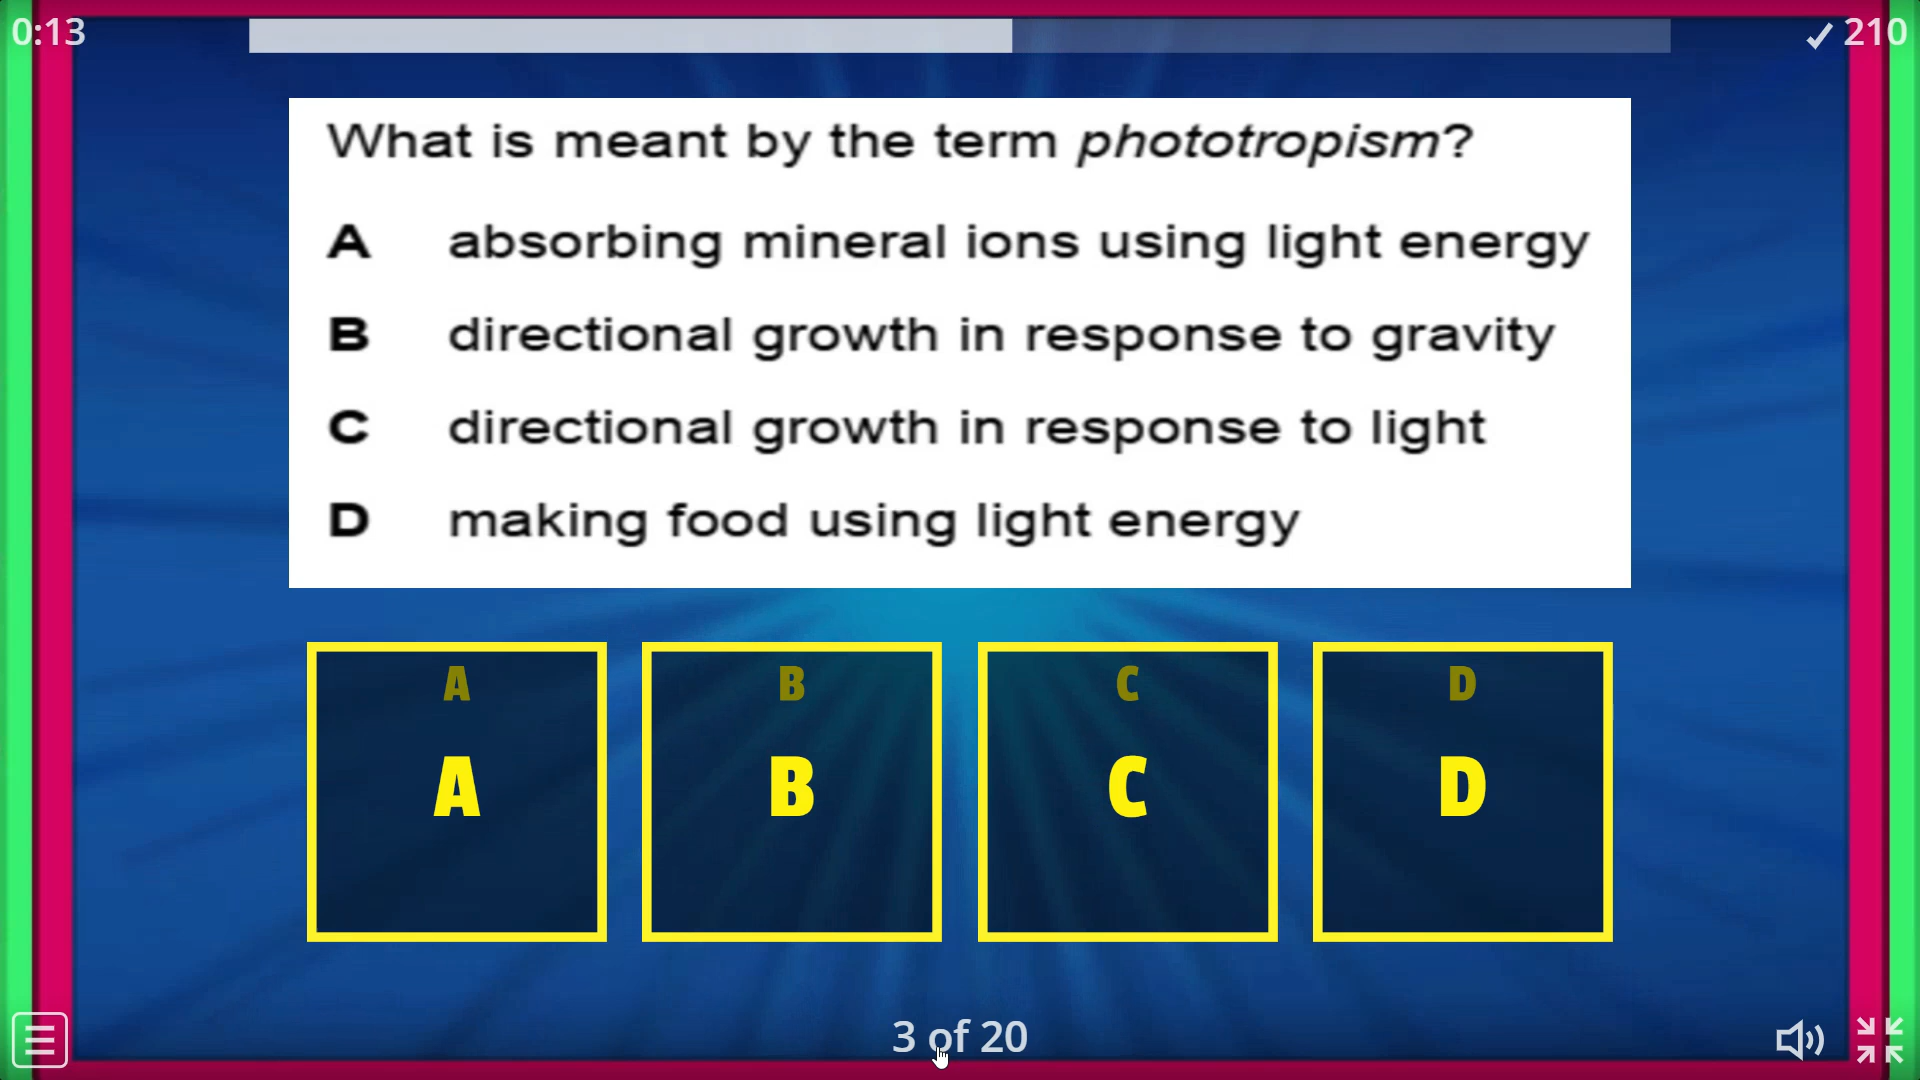 0:13
✓ 210
What is meant by the term phototropism?
A absorbing mineral ions using light energy
B directional growth in response to gravity
C directional growth in response to light
D making food using light energy
A B C D
A B C D
3 of 20